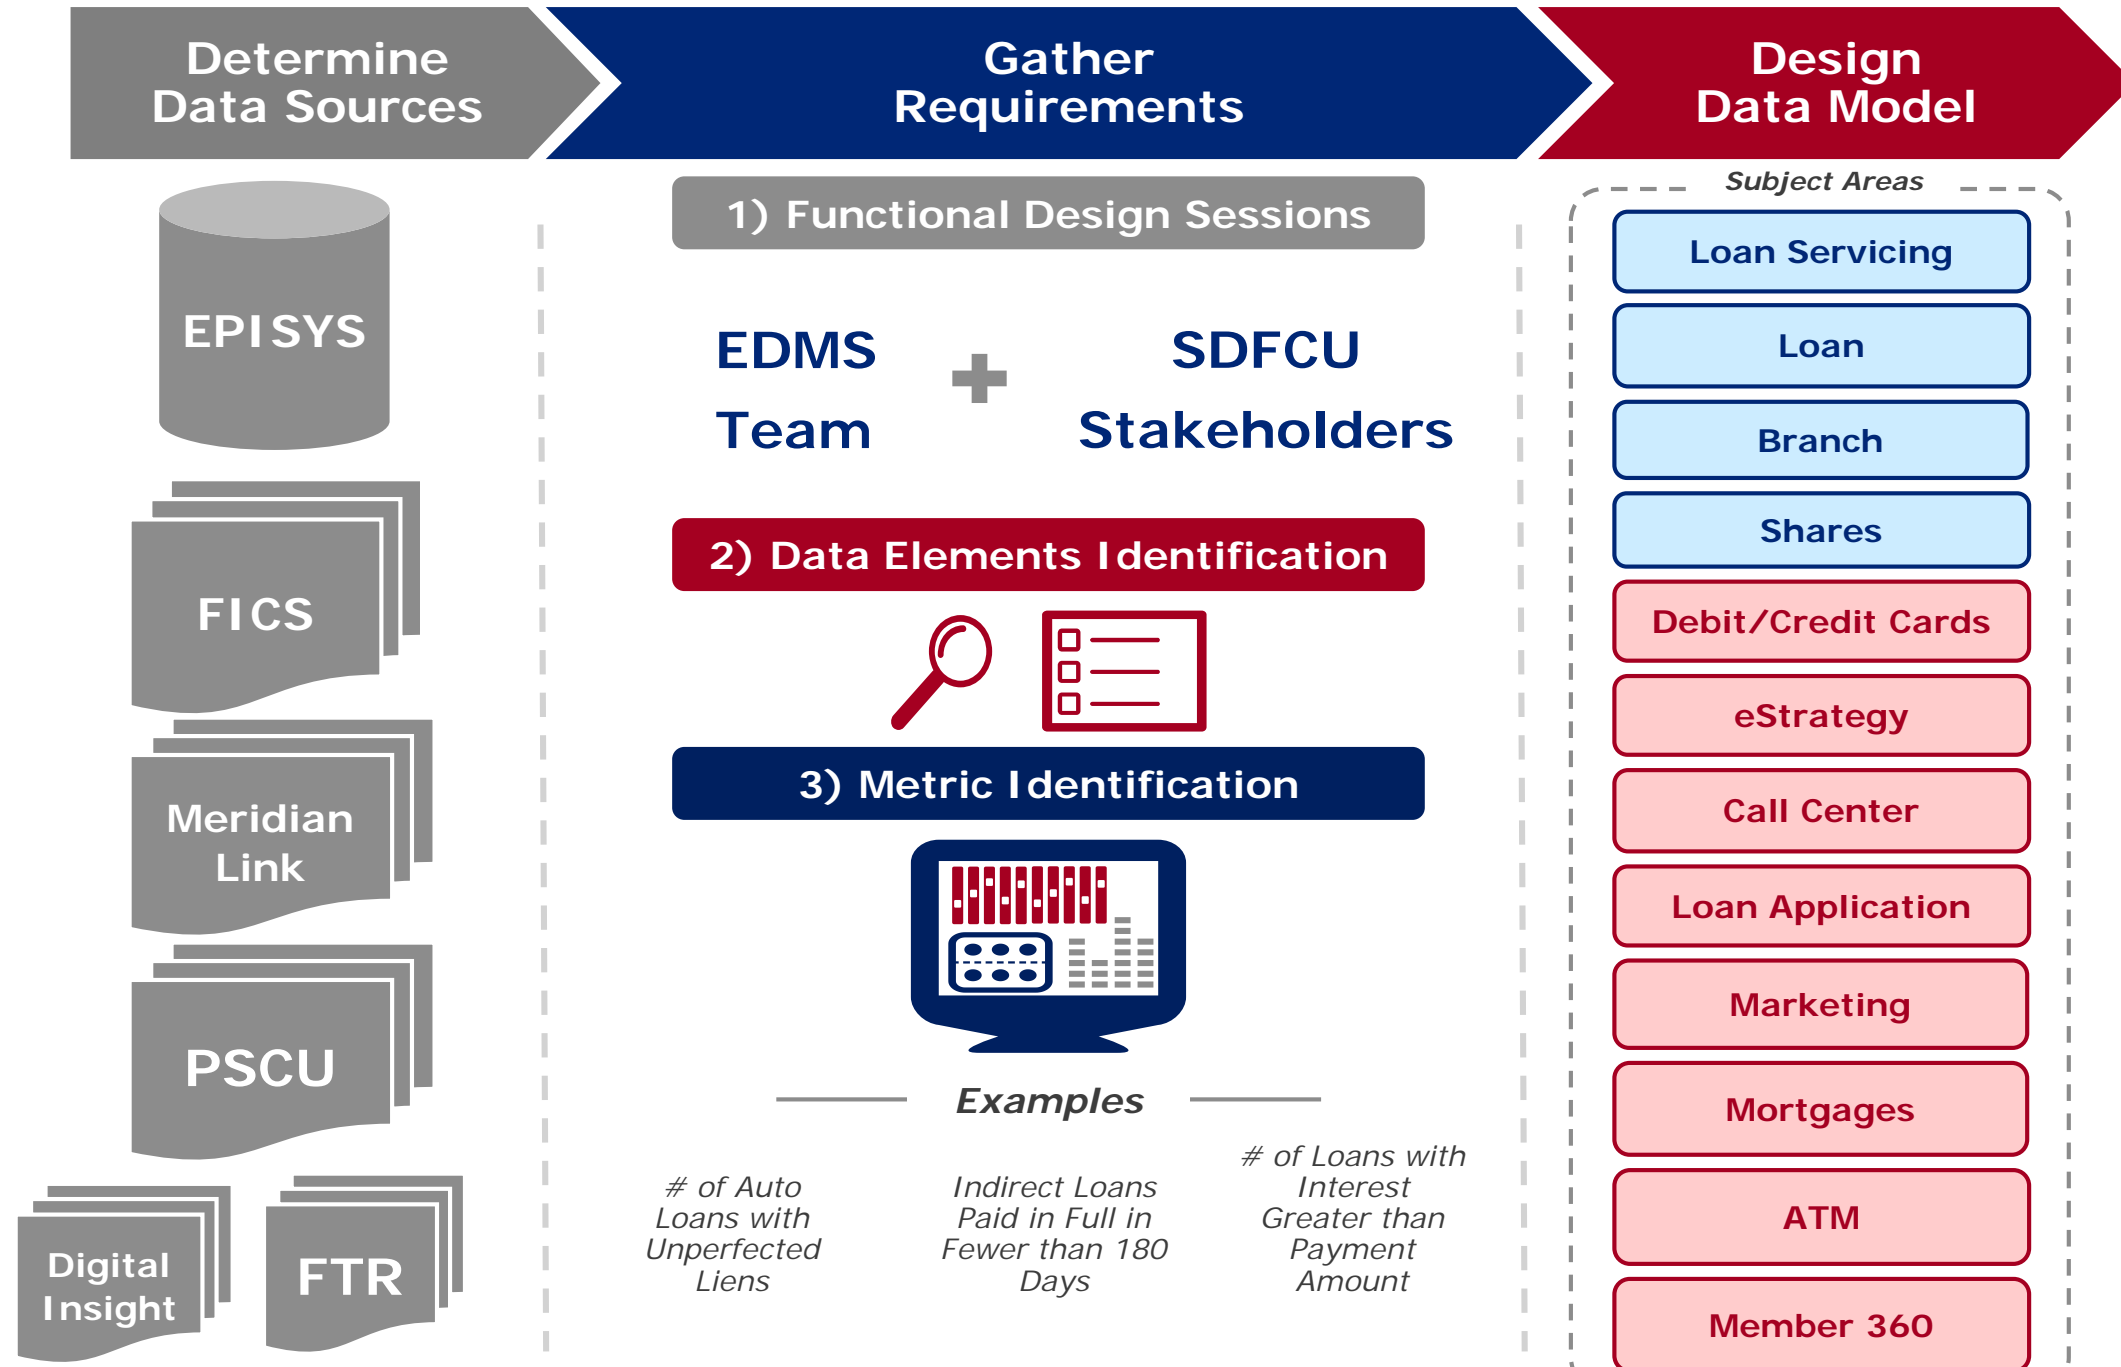 Determine
Data Sources
Gather
Requirements
Design
Data Model
EPISYS
FICS
Meridian
Link
PSCU
Digital
Insight
FTR
1) Functional Design Sessions
EDMS
Team
SDFCU
Stakeholders
2) Data Elements Identification
3) Metric Identification
Examples
# of Auto
Loans with
Unperfected
Liens
Indirect Loans
Paid in Full in
Fewer than 180
Days
# of Loans with
Interest
Greater than
Payment
Amount
Subject Areas
Loan Servicing
Loan
Branch
Shares
Debit/Credit Cards
eStrategy
Call Center
Loan Application
Marketing
Mortgages
ATM
Member 360